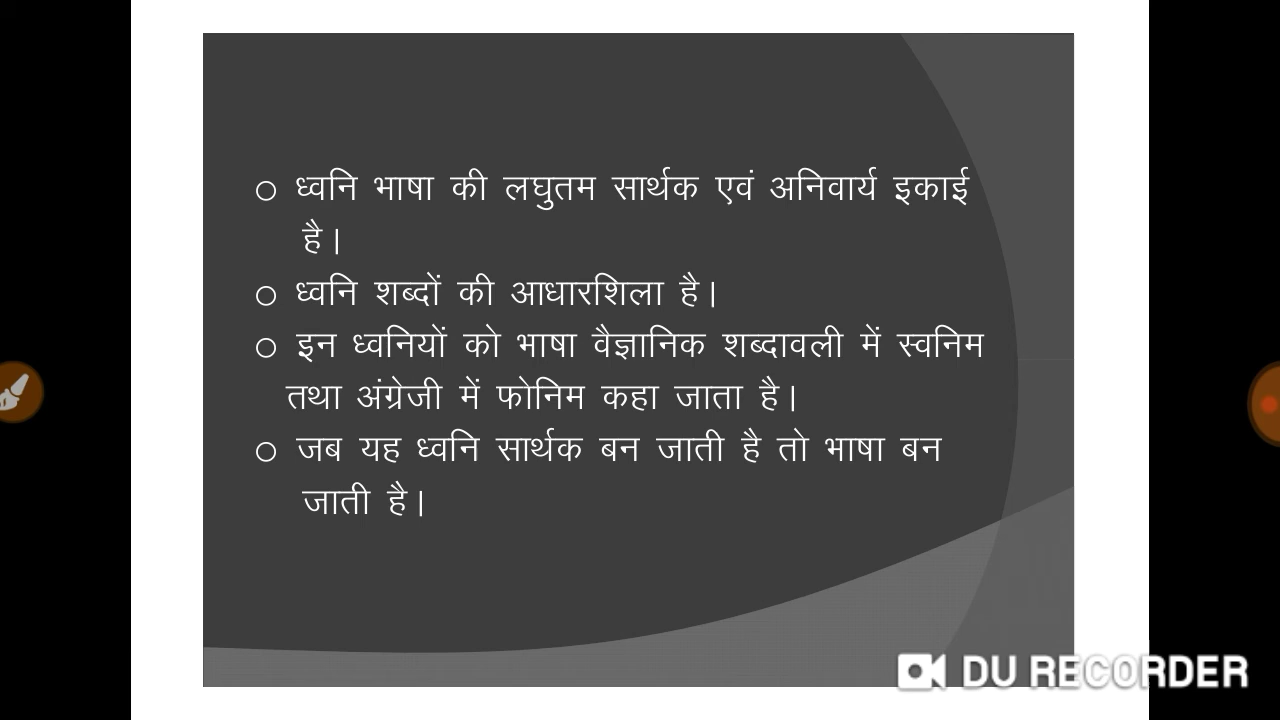 ○ ध्वनि भाषा की लघुतम सार्थक एवं अनिवार्य इकाई
है।
○ ध्वनि शब्दों की आधारशिला है।
○ इन ध्वनियों को भाषा वैज्ञानिक शब्दावली में स्वनिम
तथा अंग्रेजी में फोनिम कहा जाता है।
○ जब यह ध्वनि सार्थक बन जाती है तो भाषा बन
जाती है।
DU RECORDER